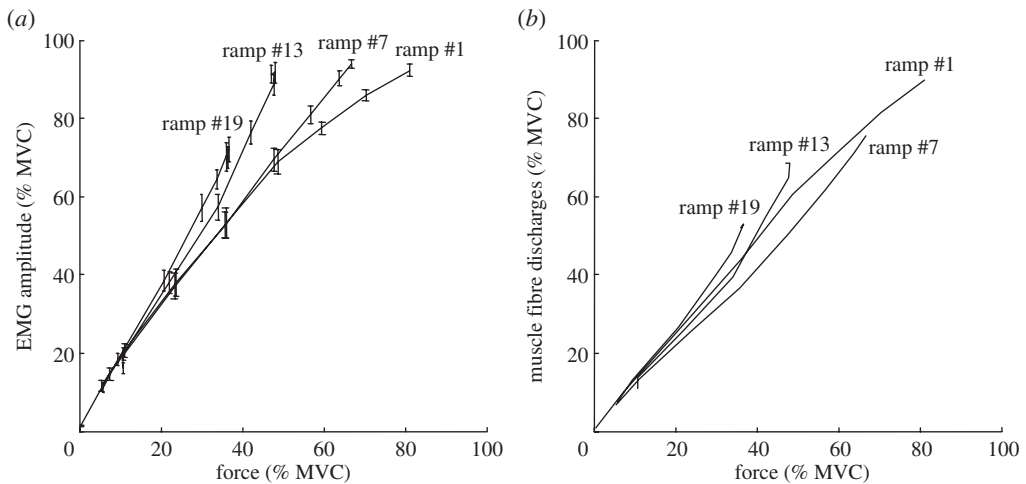 (a)
100
80
60
40
20
0
20
40
60
80
100
EMG amplitude (% MVC)
force (% MVC)
ramp #13
ramp #7
ramp #1
ramp #19
(b)
100
80
60
40
20
0
20
40
60
80
100
muscle fibre discharges (% MVC)
force (% MVC)
ramp #1
ramp #13
ramp #7
ramp #19